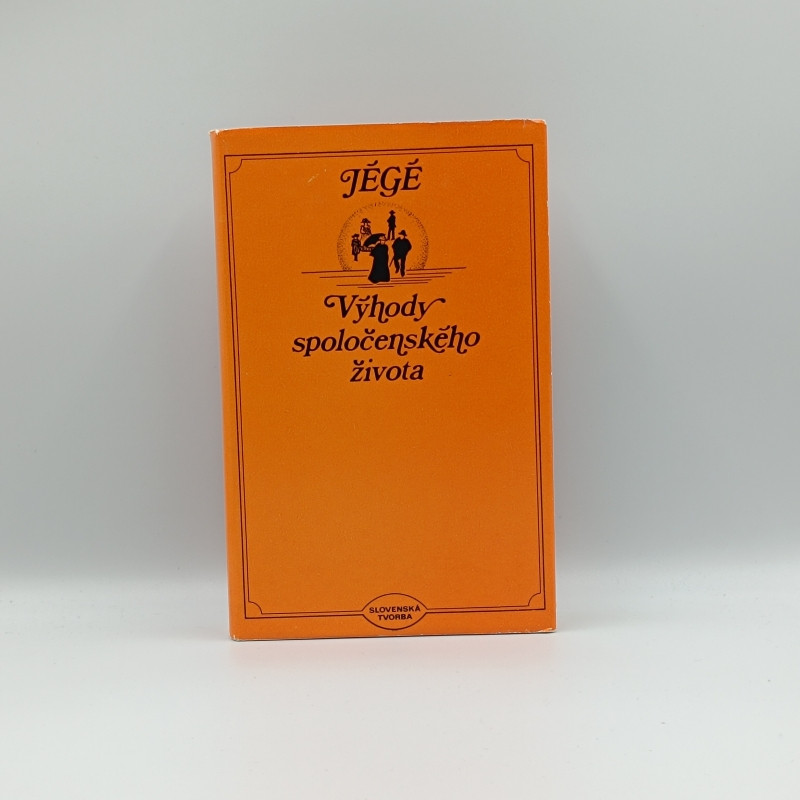 JÉGÉ
Výhody
spoločenského
života
SLOVENSKÁ
TVORBA